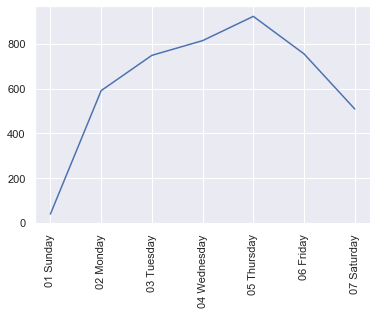 800
600
400
200
0
01 Sunday
02 Monday
03 Tuesday
04 Wednesday
05 Thursday
06 Friday
07 Saturday